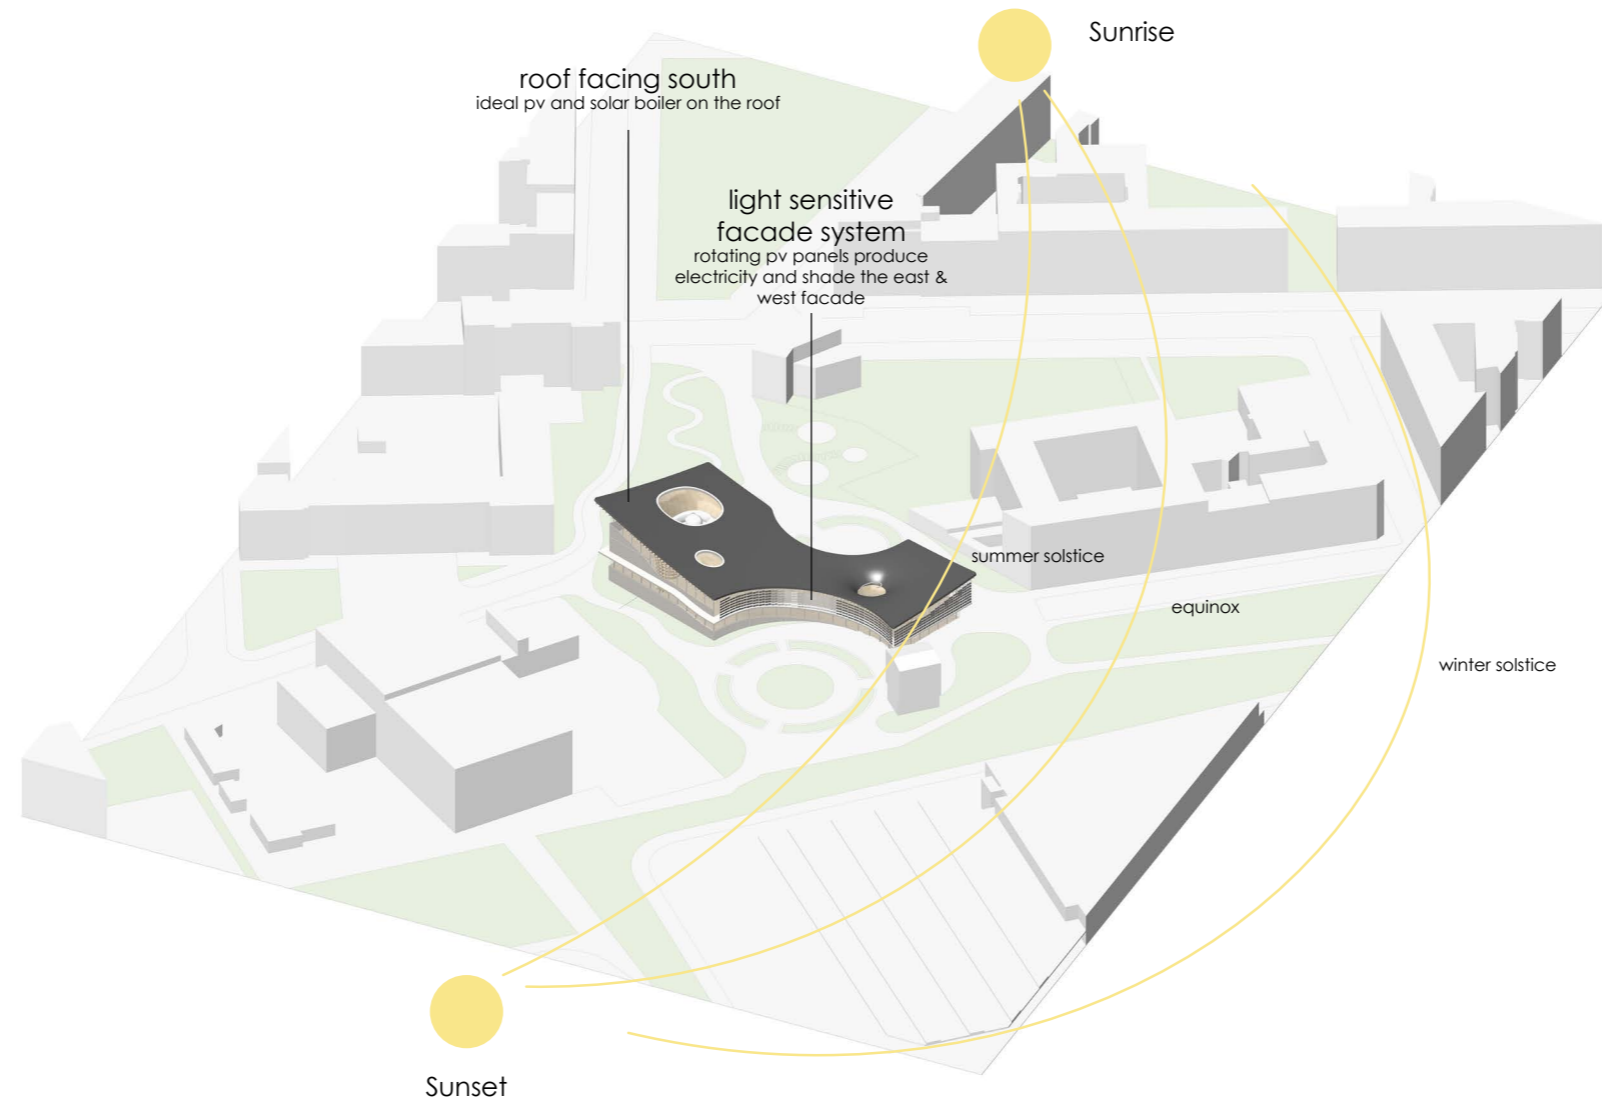 Sunrise
roof facing south
ideal pv and solar boiler on the roof
light sensitive
facade system
rotating pv panels produce
electricity and shade the east &
west facade
summer solstice
equinox
winter solstice
Sunset